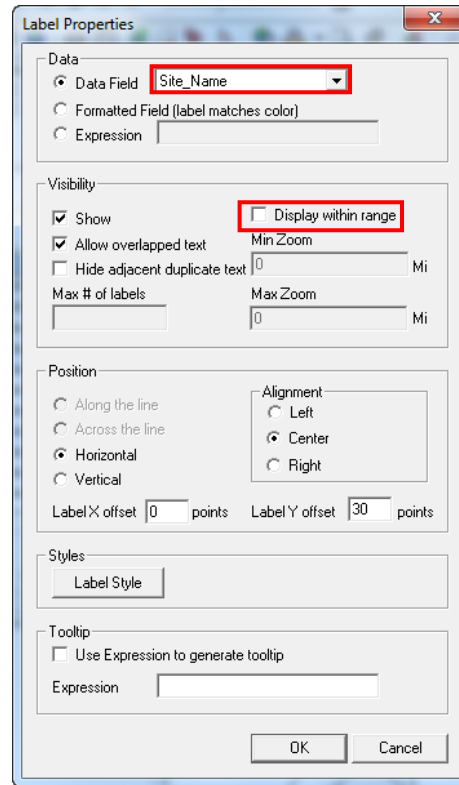 Label Properties
Data
Data Field Site_Name
Formatted Field (label matches color)
Expression
Visibility
Show
Display within range
Allow overlapped text
Min Zoom
Hide adjacent duplicate text
0 Mi
Max # of labels
Max Zoom
0 Mi
Position
Along the line
Across the line
Horizontal
Vertical
Alignment
Left
Center
Right
Label X offset 0 points
Label Y offset 30 points
Styles
Label Style
Tooltip
Use Expression to generate tooltip
Expression
OK
Cancel